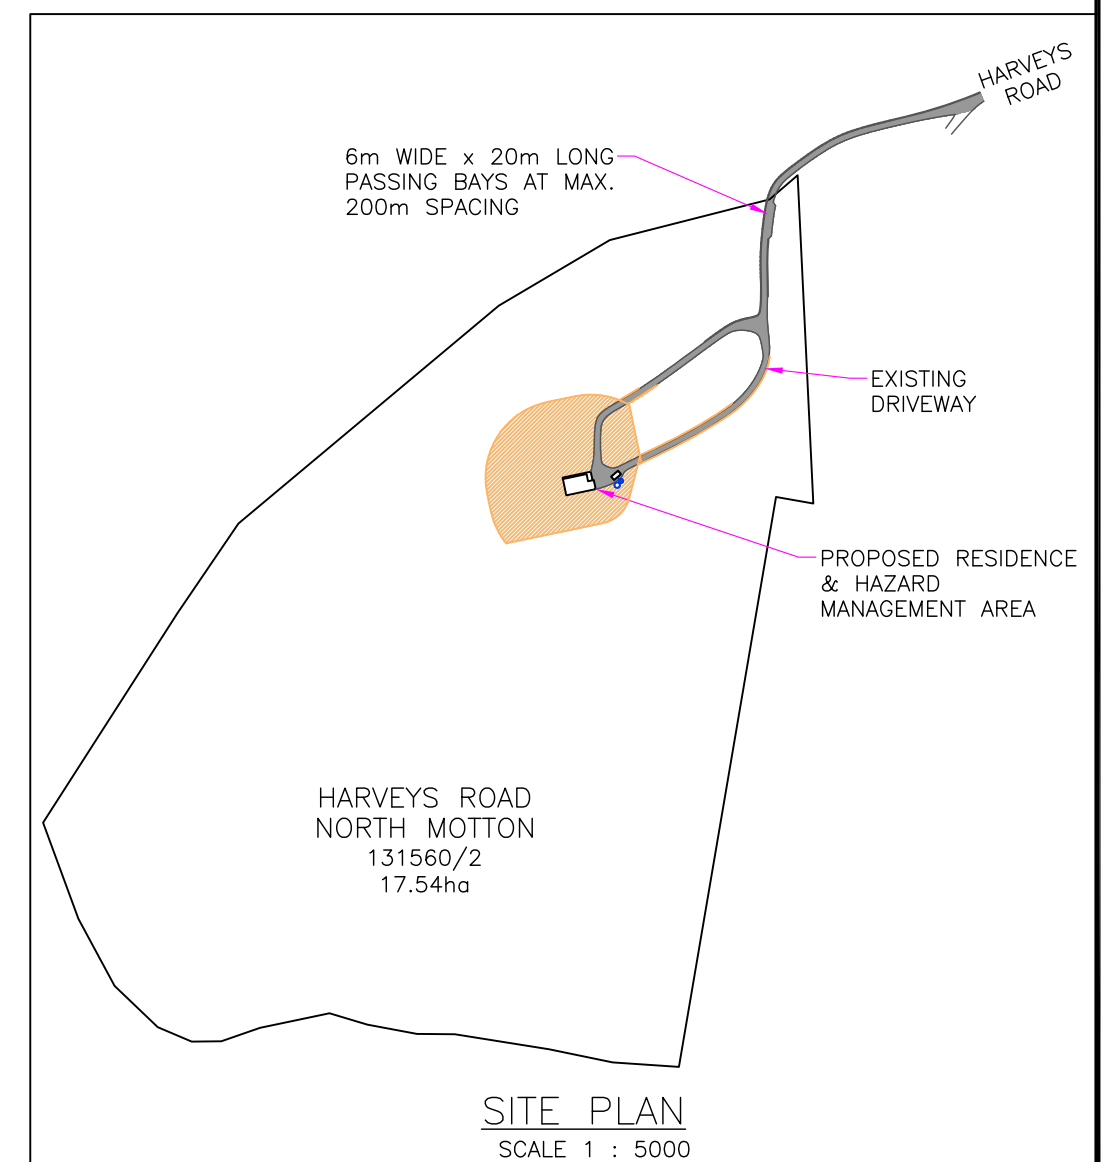 HARVEYS
ROAD
6m WIDE x 20m LONG
PASSING BAYS AT MAX.
200m SPACING
EXISTING
DRIVEWAY
PROPOSED RESIDENCE
& HAZARD
MANAGEMENT AREA
HARVEYS ROAD
NORTH MOTTON
131560/2
17.54ha
SITE PLAN
SCALE 1 : 5000